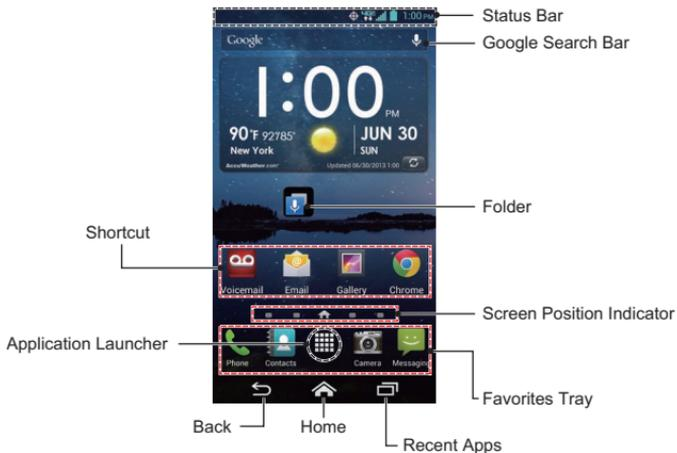 1:00 PM
Status Bar
Google
Google Search Bar
1:00
PM
90°F 92785°
New York
JUN 30
SUN
AccuWeather.com
Updated 06/30/2013 1:00
Folder
Shortcut
Voicemail Email Gallery Chrome
Screen Position Indicator
Application Launcher
Phone Contacts Camera Messaging
Favorites Tray
Back Home
Recent Apps